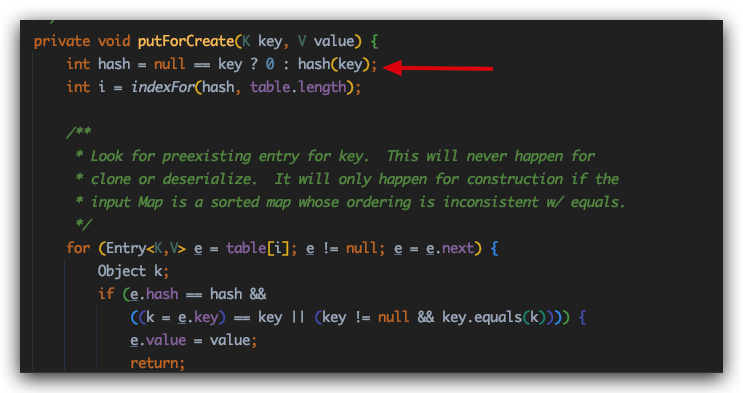 private void putForCreate(K key, V value) {
int hash = null == key ? 0 : hash(key);
int i = indexFor(hash, table.length);
/**
* Look for preexisting entry for key.  This will never happen for
* clone or deserialize.  It will only happen for construction if the
* input Map is a sorted map whose ordering is inconsistent w/ equals.
*/
for (Entry<K,V> e = table[i]; e != null; e = e.next) {
Object k;
if (e.hash == hash &&
((k = e.key) == key || (key != null && key.equals(k)))) {
e.value = value;
return;